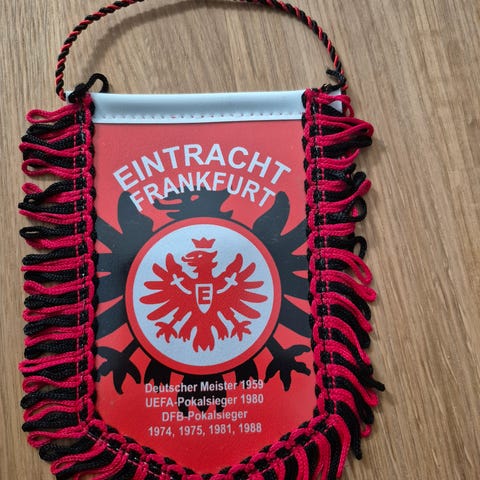 EINTRACHT
FRANKFURT
E
Deutscher Meister 1959
UEFA-Pokalsieger 1980
DFB-Pokalsieger
1974, 1975, 1981, 1988